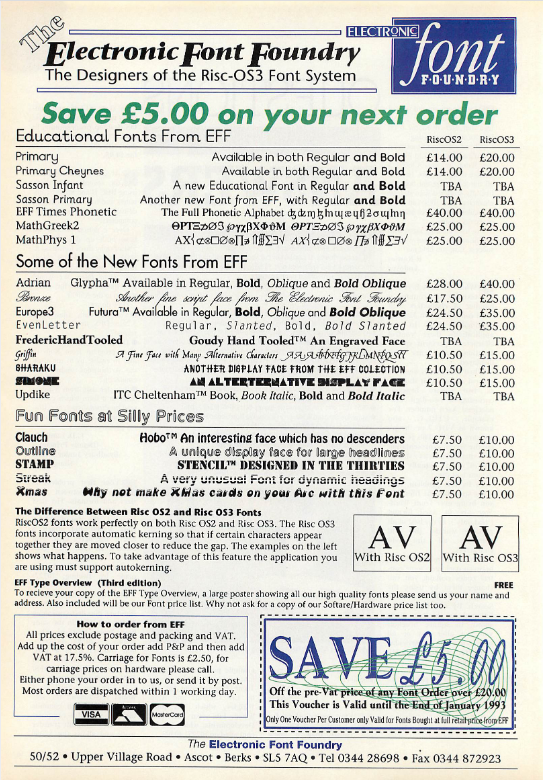 The
Electronic Font Foundry
The Designers of the Risc-OS3 Font System
ELECTRONIC
font
F·O·U·N·D·R·Y
Save £5.00 on your next order
Educational Fonts From EFF RiscOS2 RiscOS3
Primary Available in both Regular and Bold £14.00 £20.00
Primary Cheynes Available in both Regular and Bold £14.00 £20.00
Sasson Infant A new Educational Font in Regular and Bold TBA TBA
Sasson Primary Another new Font from EFF, with Regular and Bold TBA TBA
EFF Times Phonetic The Full Phonetic Alphabet £40.00 £40.00
MathGreek2 £25.00 £25.00
MathPhys 1 £25.00 £25.00
Some of the New Fonts From EFF
Adrian Glypha™ Available in Regular, Bold, Oblique and Bold Oblique £28.00 £40.00
Bronze Another fine script face from The Electronic Font Foundry £17.50 £25.00
Europe3 Futura™ Available in Regular, Bold, Oblique and Bold Oblique £24.50 £35.00
EvenLetter Regular, Slanted, Bold, Bold Slanted £24.50 £35.00
FredericHandTooled Goudy Hand Tooled™ An Engraved Face TBA TBA
Griffin A Fine Face with Many Alternative Characters £10.50 £15.00
BHARAKU ANOTHER DISPLAY FACE FROM THE EFF COLECTION £10.50 £15.00
SIMONE AN ALTERTERNATIVE DISPLAY FACE £10.50 £15.00
Updike ITC Cheltenham™ Book, Book Italic, Bold and Bold Italic TBA TBA
Fun Fonts at Silly Prices
Clauch Hobo™ An interesting face which has no descenders £7.50 £10.00
Outline A unique display face for large headlines £7.50 £10.00
STAMP STENCIL™ DESIGNED IN THE THIRTIES £7.50 £10.00
Streak A very unusual Font for dynamic headings £7.50 £10.00
Xmas Why not make XMas cards on your Arc with this Font £7.50 £10.00
The Difference Between Risc OS2 and Risc OS3 Fonts
RiscOS2 fonts work perfectly on both Risc OS2 and Risc OS3. The Risc OS3
fonts incorporate automatic kerning so that if certain characters appear
together they are moved closer to reduce the gap. The examples on the left
shows what happens. To take advantage of this feature the application you
are using must support autokerning.
AV
With Risc OS2
AV
With Risc OS3
EFF Type Overview (Third edition) FREE
To recieve your copy of the EFF Type Overview, a large poster showing all our high quality fonts please send us your name and
address. Also included will be our Font price list. Why not ask for a copy of our Softare/Hardware price list too.
How to order from EFF
All prices exclude postage and packing and VAT.
Add up the cost of your order add P&P and then add
VAT at 17.5%. Carriage for Fonts is £2.50, for
carriage prices on hardware please call.
Either phone your order in to us, or send it by post.
Most orders are dispatched within 1 working day.
VISA
Access
MasterCard
SAVE £5.00
Off the pre-Vat price of any Font Order over £20.00
This Voucher is Valid until the End of January 1993
Only One Voucher Per Customer only Valid for Fonts Bought at full retail price from EFF
The Electronic Font Foundry
50/52 • Upper Village Road • Ascot • Berks • SL5 7AQ • Tel 0344 28698 • Fax 0344 872923